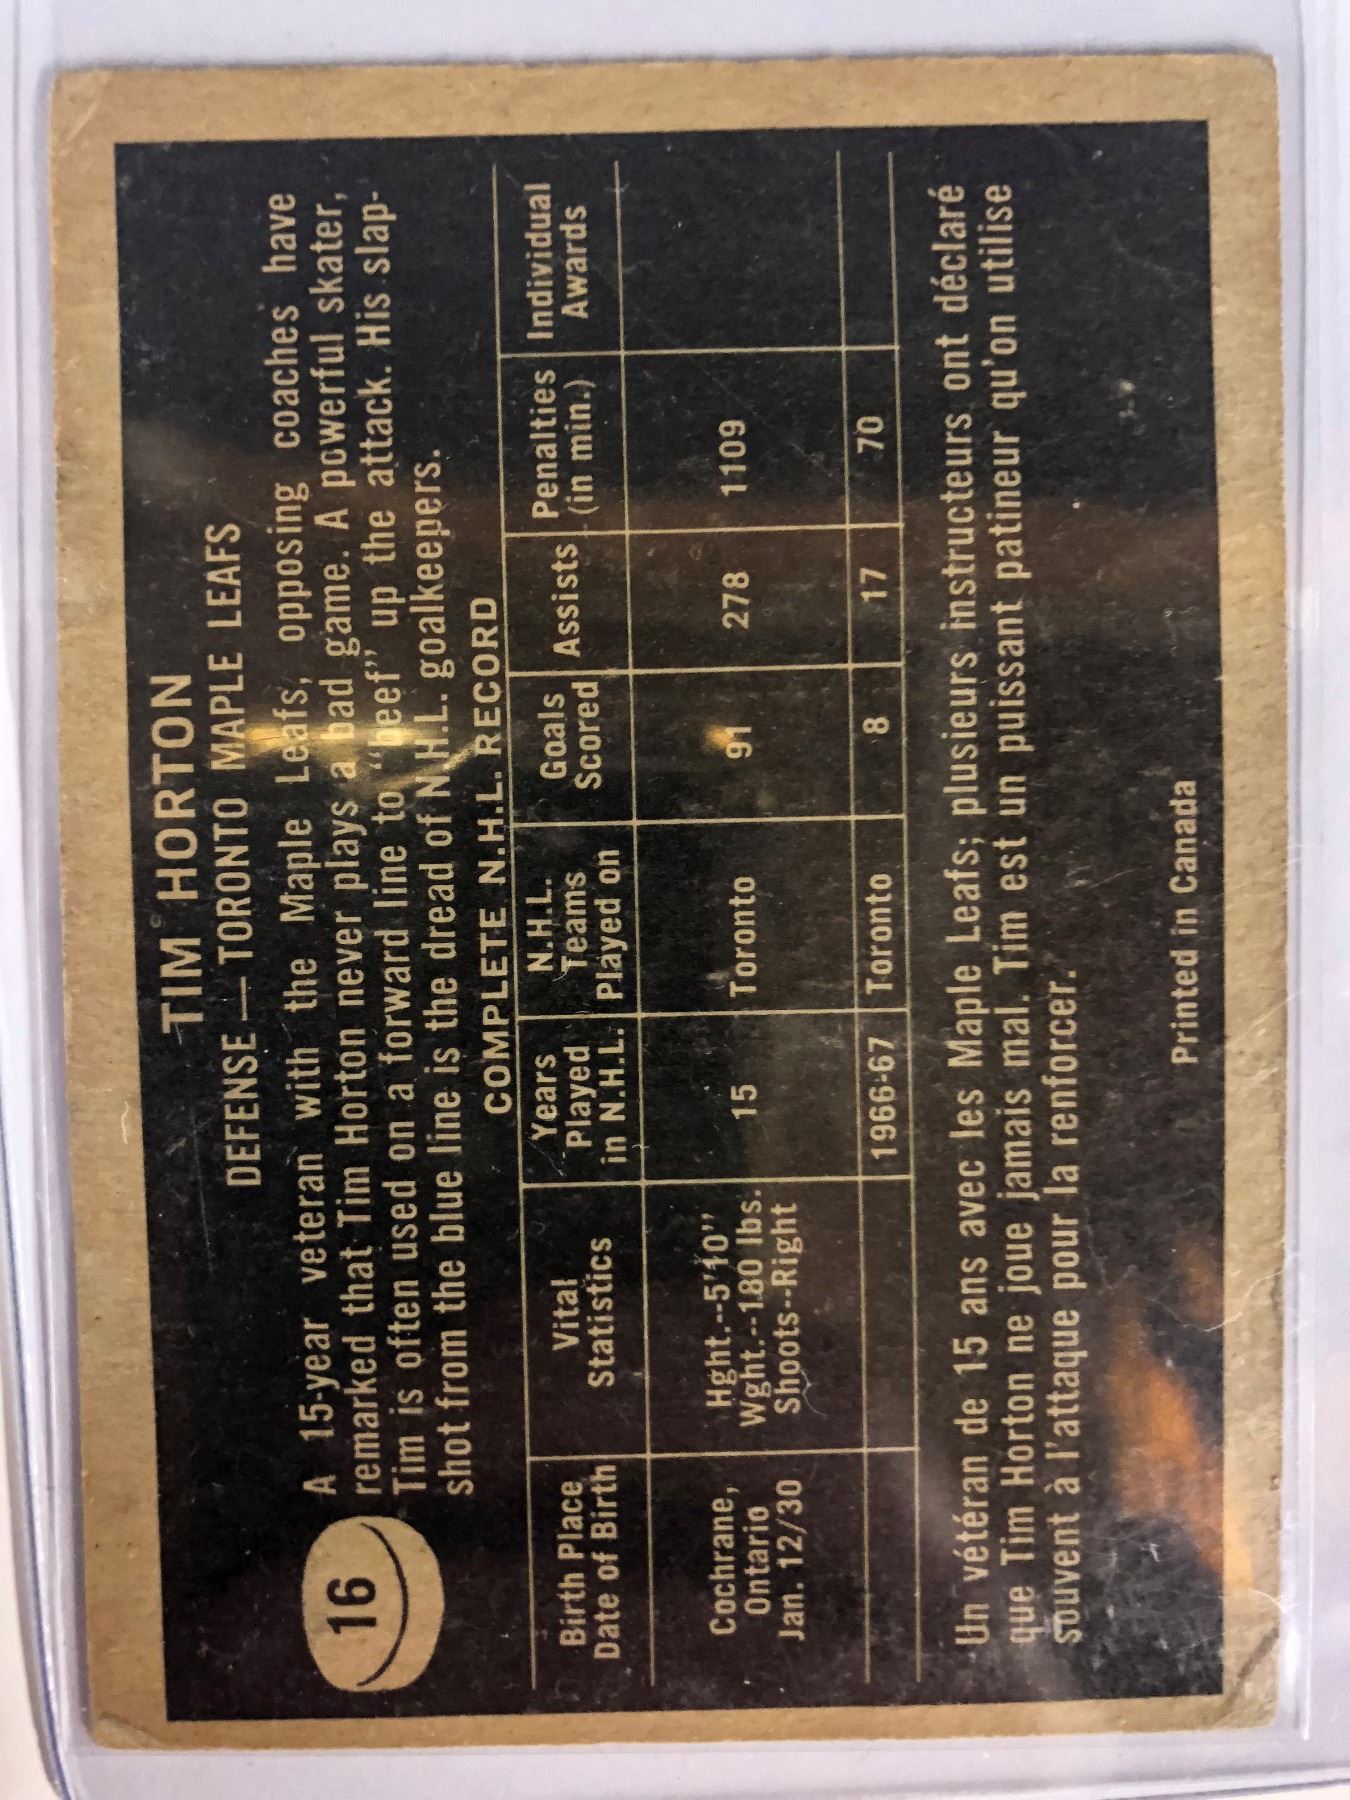 TIM HORTON
DEFENSE — TORONTO MAPLE LEAFS
16
A 15-year veteran with the Maple Leafs, opposing coaches have
remarked that Tim Horton never plays a bad game. A powerful skater,
Tim is often used on a forward line to "beef" up the attack. His slap-
shot from the blue line is the dread of N.H.L. goalkeepers.
COMPLETE N.H.L. RECORD
Birth Place
Date of Birth
Vital
Statistics
Years
Played
in N.H.L.
N.H.L.
Teams
Played on
Goals
Scored
Assists
Penalties
(in min.)
Individual
Awards
Cochrane,
Ontario
Jan. 12/30
Hght.--5'10"
Wght.--180 lbs.
Shoots--Right
15
Toronto
91
278
1109
1966-67
Toronto
8
17
70
Un vétéran de 15 ans avec les Maple Leafs; plusieurs instructeurs ont déclaré
que Tim Horton ne joue jamais mal. Tim est un puissant patineur qu'on utilise
souvent à l'attaque pour la renforcer.
Printed in Canada